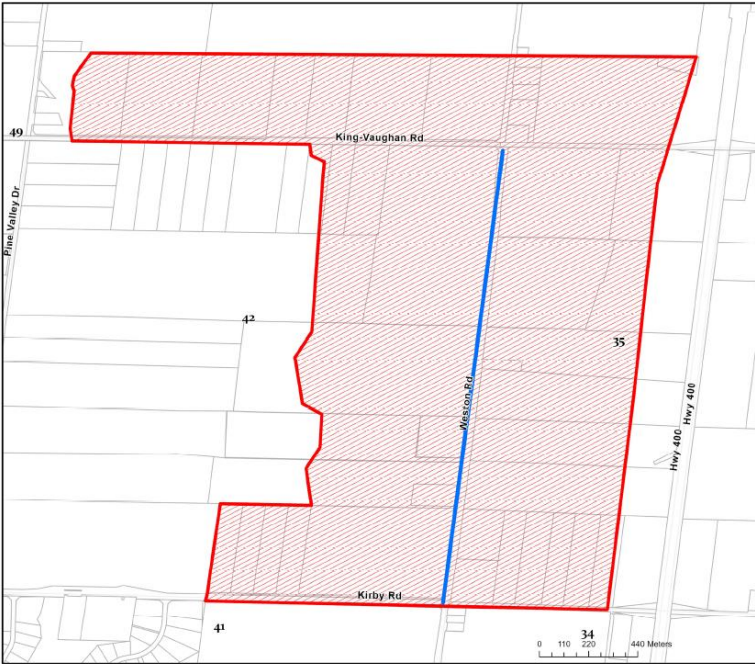 King-Vaughan Rd
49
Pine Valley Dr
42
35
Weston Rd
Hwy 400
Hwy 400
Kirby Rd
41
34
0 110 220 440 Meters